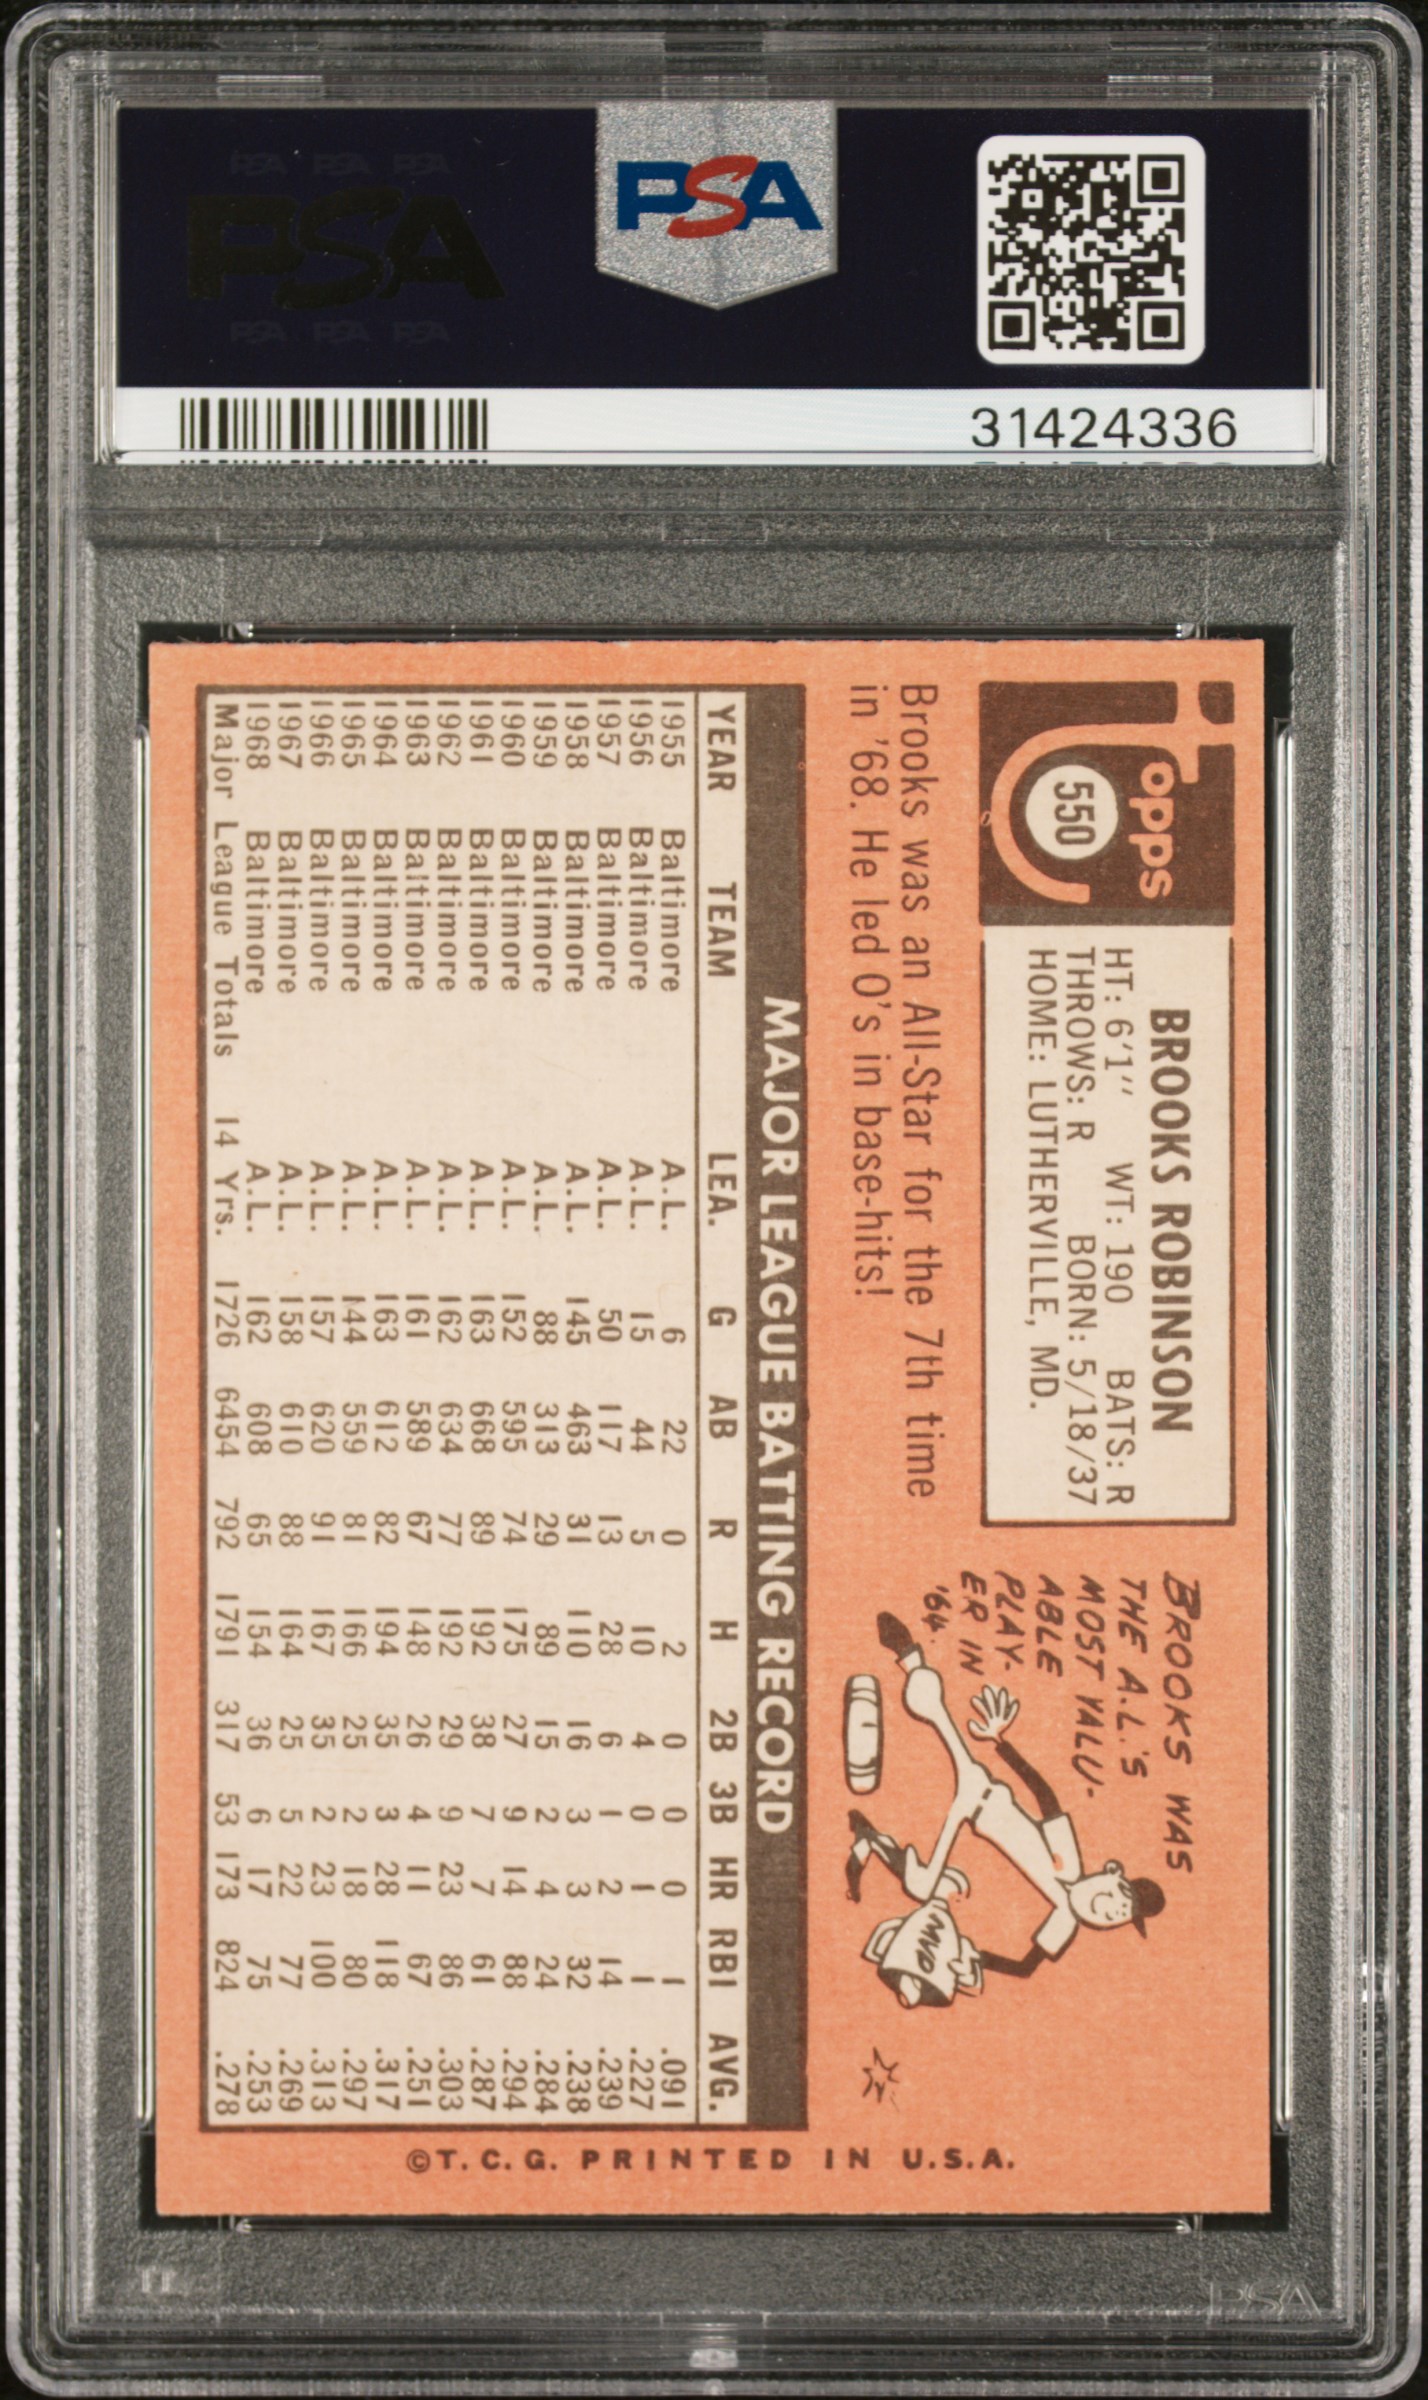 PSA PSA PSA
PSA
PSA PSA PSA
PSA
31424336
Topps
550
BROOKS ROBINSON
HT: 6'1" WT: 190 BATS: R
THROWS: R BORN: 5/18/37
HOME: LUTHERVILLE, MD.
Brooks was an All-Star for the 7th time
in '68. He led O's in base-hits!
BROOKS WAS
THE A.L.'S
MOST VALU-
ABLE
PLAY-
ER IN
'64.
MVP
MAJOR LEAGUE BATTING RECORD
YEAR TEAM LEA. G AB R H 2B 3B HR RBI AVG.
1955 Baltimore A.L. 6 22 0 2 0 0 0 1 .091
1956 Baltimore A.L. 15 44 5 10 4 0 1 1 .227
1957 Baltimore A.L. 50 117 13 28 6 1 2 14 .239
1958 Baltimore A.L. 145 463 31 110 16 3 3 32 .238
1959 Baltimore A.L. 88 313 29 89 15 2 4 24 .284
1960 Baltimore A.L. 152 595 74 175 27 9 14 88 .294
1961 Baltimore A.L. 163 668 89 192 38 7 7 61 .287
1962 Baltimore A.L. 162 634 77 192 29 9 23 86 .303
1963 Baltimore A.L. 161 589 67 148 26 4 11 67 .251
1964 Baltimore A.L. 163 612 82 194 35 3 28 118 .317
1965 Baltimore A.L. 144 559 81 166 25 2 18 80 .297
1966 Baltimore A.L. 157 620 91 167 35 2 23 100 .313
1967 Baltimore A.L. 158 610 88 164 25 5 22 77 .269
1968 Baltimore A.L. 162 608 65 154 36 6 17 75 .253
Major League Totals 14 Yrs. 1726 6454 792 1791 317 53 173 824 .278
©T.C.G. PRINTED IN U.S.A.
PSA